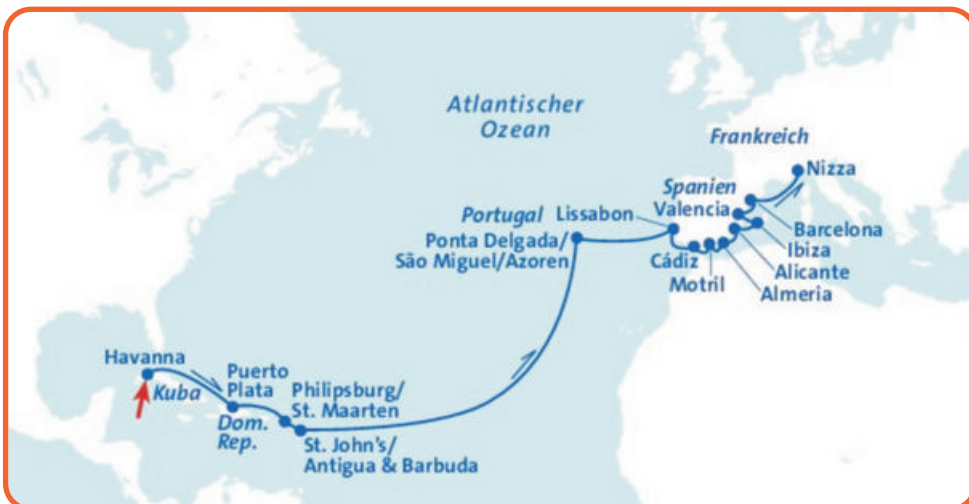 Atlantischer
Ozean
Frankreich
Nizza
Spanien
Portugal Lissabon
Valencia
Ponta Delgada/
São Miguel/Azoren
Barcelona
Ibiza
Cádiz
Alicante
Motril
Almeria
Havanna
Kuba
Puerto
Plata
Dom.
Rep.
Philipsburg/
St. Maarten
St. John's/
Antigua & Barbuda